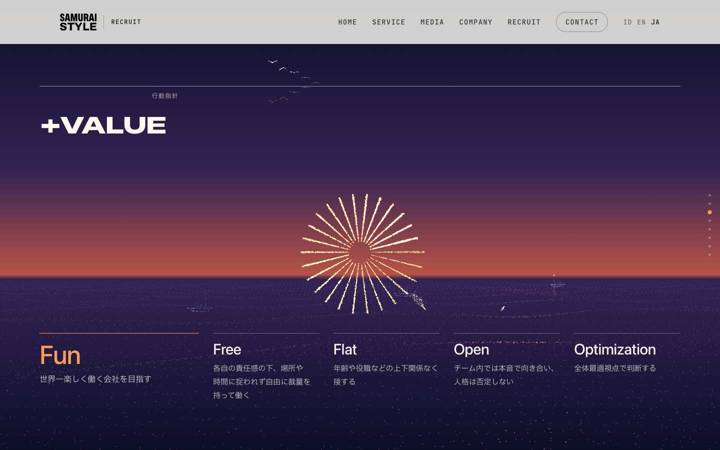 SAMURAI
STYLE
RECRUIT
HOME SERVICE MEDIA COMPANY RECRUIT CONTACT ID EN JA
行動指針
+VALUE
Fun
世界一楽しく働く会社を目指す
Free
各自の責任感の下、場所や
時間に捉われず自由に裁量を
持って働く
Flat
年齢や役職などの上下関係なく
接する
Open
チーム内では本音で向き合い、
人格は否定しない
Optimization
全体最適視点で判断する